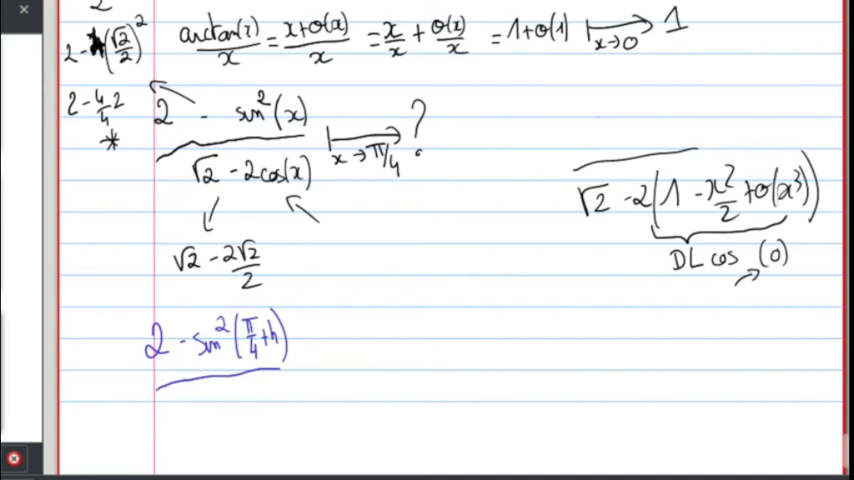 2
2 - (√2/2)²
arctan(x)/x = (x+o(x))/x = x/x + o(x)/x = 1+o(1) ⟼ 1
x→0
2 - 4/4 2
*
(2 - sin²(x))/(√2 - 2cos(x)) ⟼ ?
x→π/4
√2 - 2(1 - x²/2 + o(x³))
DL cos (0)
√2 - 2√2/2
2 - sin²(π/4+h)